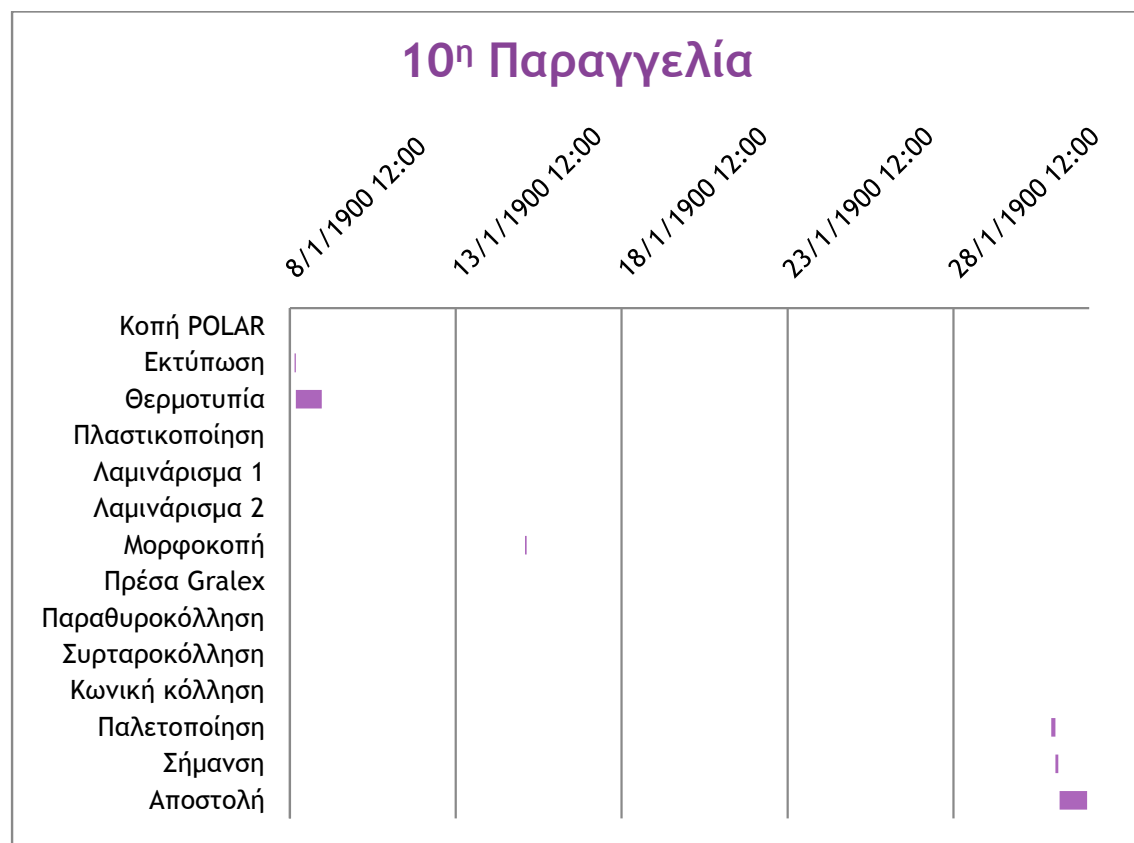 10η Παραγγελία
8/1/1900 12:00
13/1/1900 12:00
18/1/1900 12:00
23/1/1900 12:00
28/1/1900 12:00
Κοπή POLAR
Εκτύπωση
Θερμοτυπία
Πλαστικοποίηση
Λαμινάρισμα 1
Λαμινάρισμα 2
Μορφοκοπή
Πρέσα Gralex
Παραθυροκόλληση
Συρταροκόλληση
Κωνική κόλληση
Παλετοποίηση
Σήμανση
Αποστολή